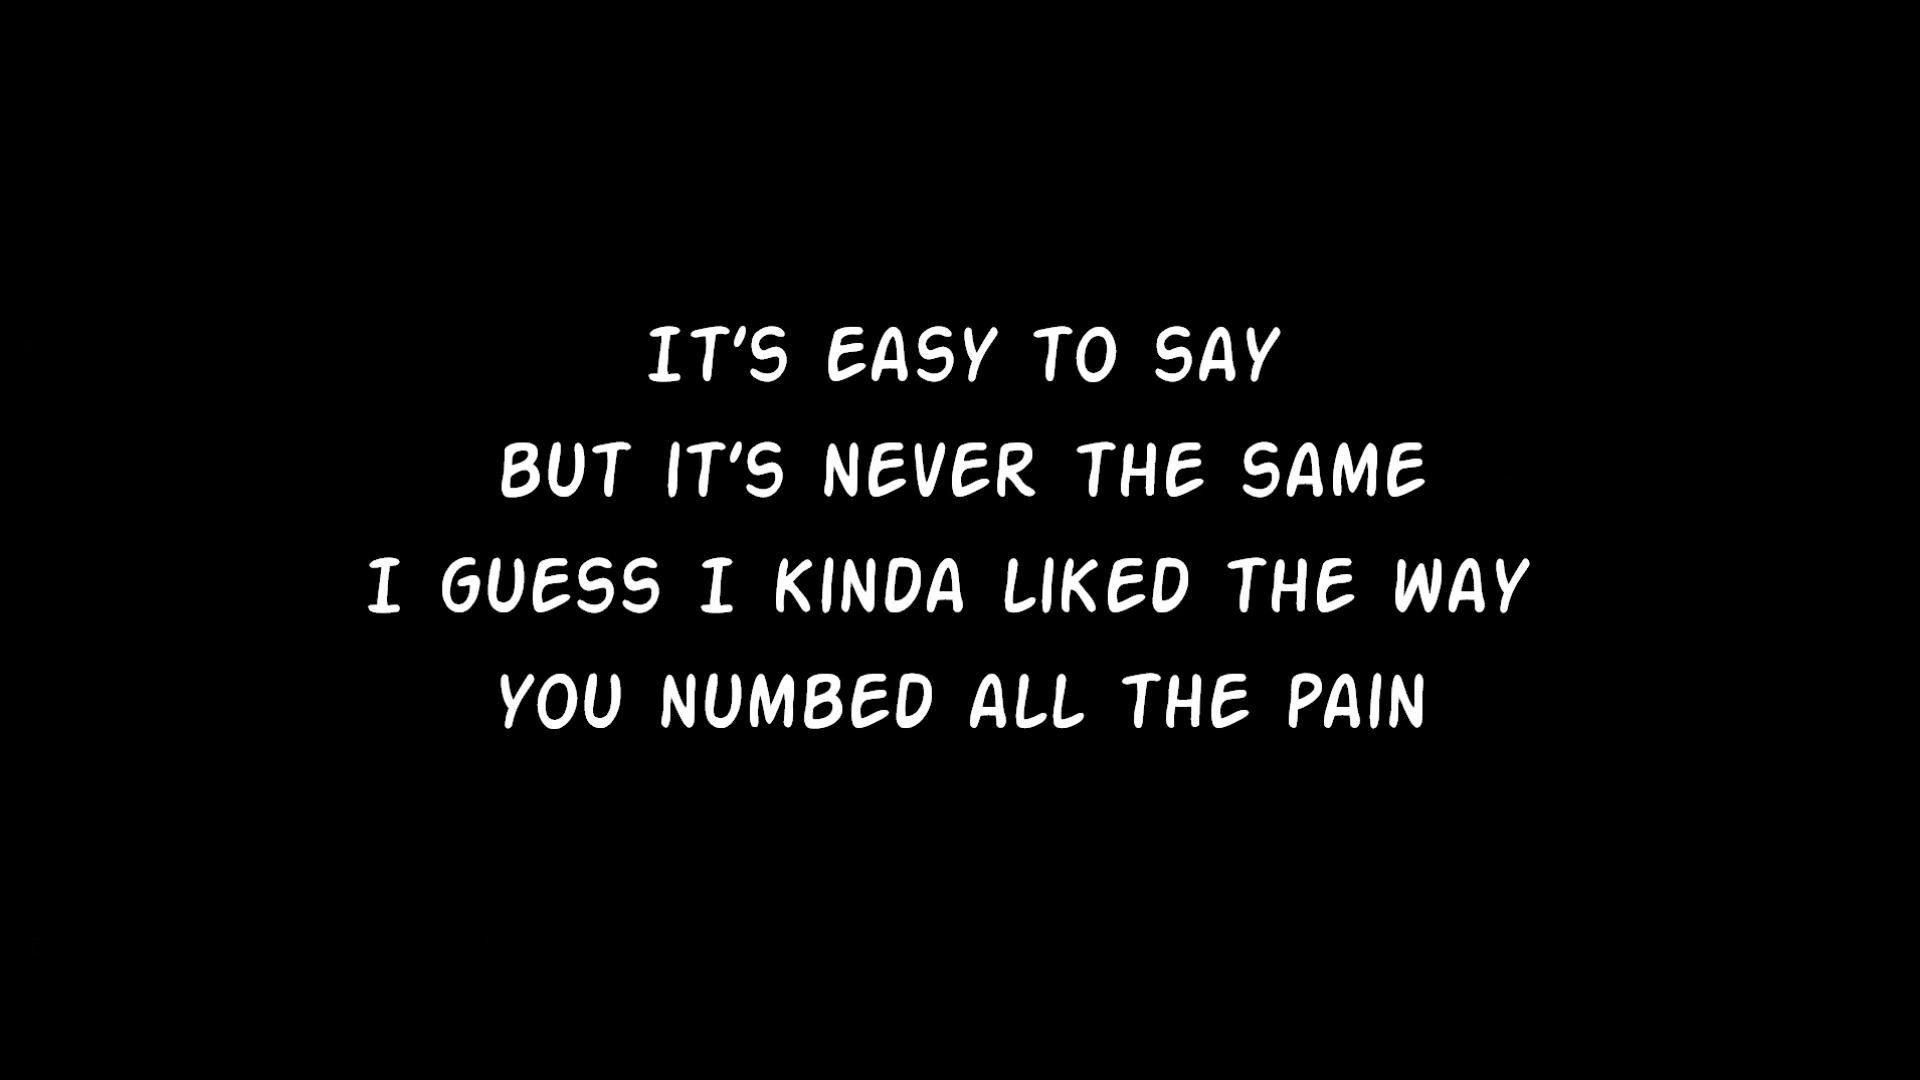 IT'S EASY TO SAY
BUT IT'S NEVER THE SAME
I GUESS I KINDA LIKED THE WAY
YOU NUMBED ALL THE PAIN